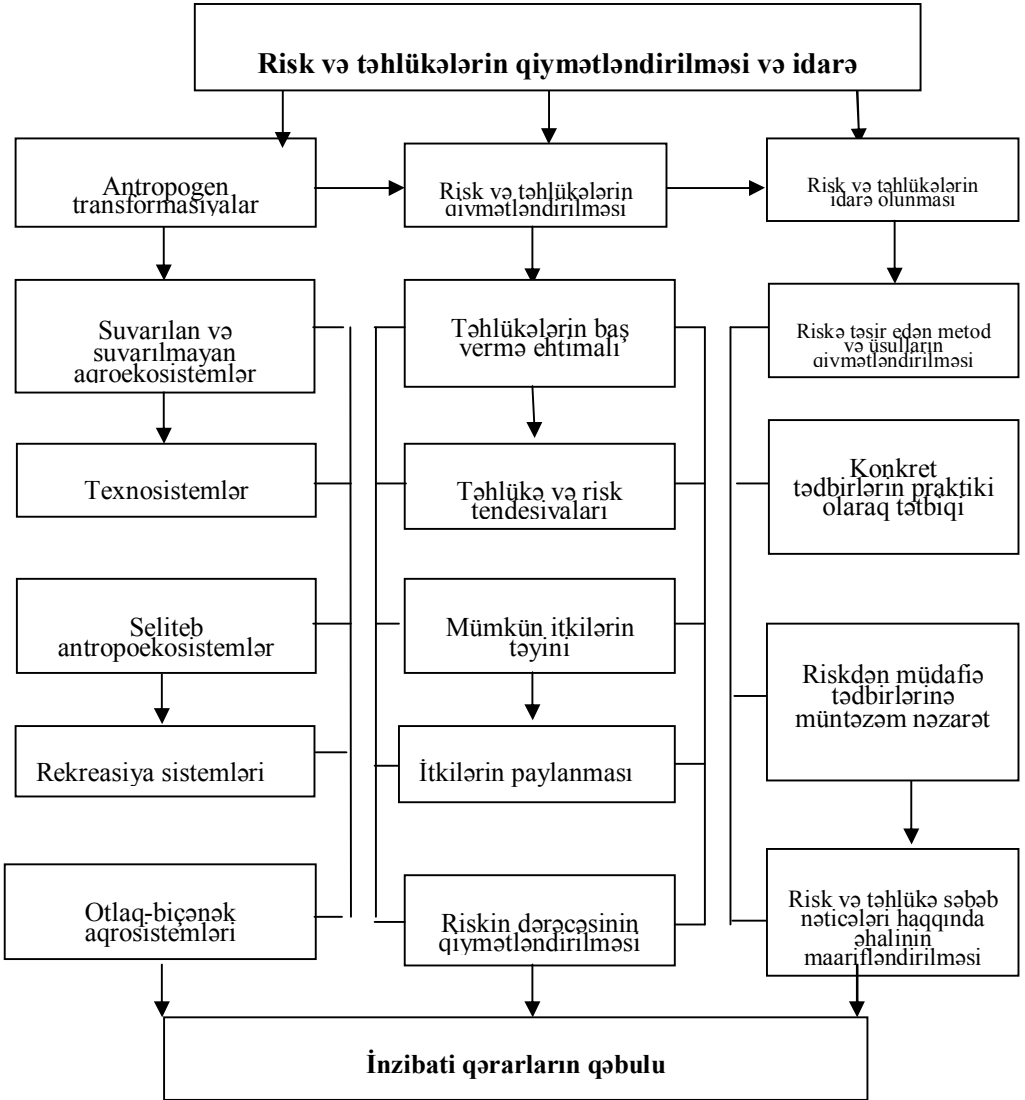 Risk və təhlükələrin qiymətləndirilməsi və idarə
Antropogen
transformasiyalar
Risk və təhlükələrin
qiymətləndirilməsi
Risk və təhlükələrin
idarə olunması
Suvarılan və
suvarılmayan
aqroekosistemlər
Təhlükələrin baş
vermə ehtimalı
Riskə təsir edən metod
və üsulların
qiymətləndirilməsi
Texnosistemlər
Təhlükə və risk
tendesiyaları
Konkret
tədbirlərin praktiki
olaraq tətbiqi
Seliteb
antropoekosistemlər
Mümkün itkilərin
təyini
Riskdən müdafiə
tədbirlərinə
müntəzəm nəzarət
Rekreasiya sistemləri
İtkilərin paylanması
Otlaq-biçənək
aqrosistemləri
Riskin dərəcəsinin
qiymətləndirilməsi
Risk və təhlükə səbəb
nəticələri haqqında
əhalinin
maarifləndirilməsi
İnzibati qərarların qəbulu